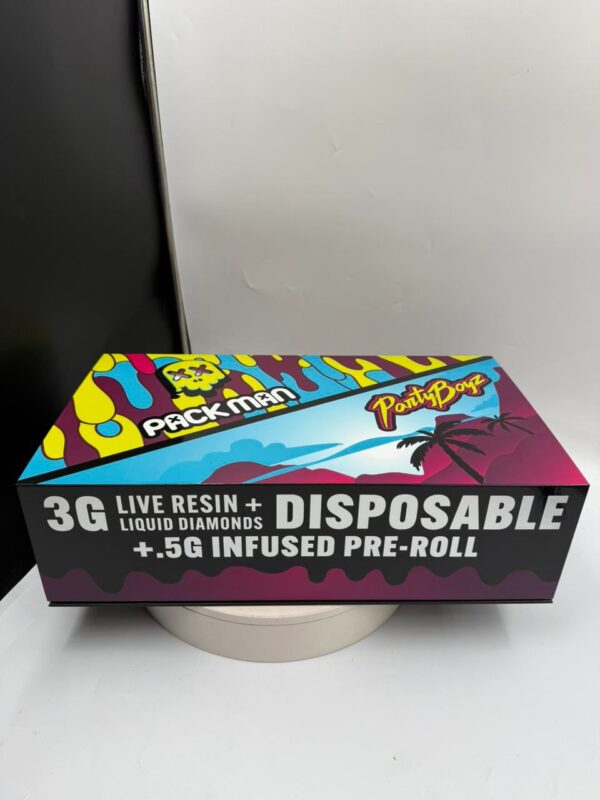 PACK MAN
PartyBoyz
3G LIVE RESIN + DISPOSABLE
LIQUID DIAMONDS
+.5G INFUSED PRE-ROLL